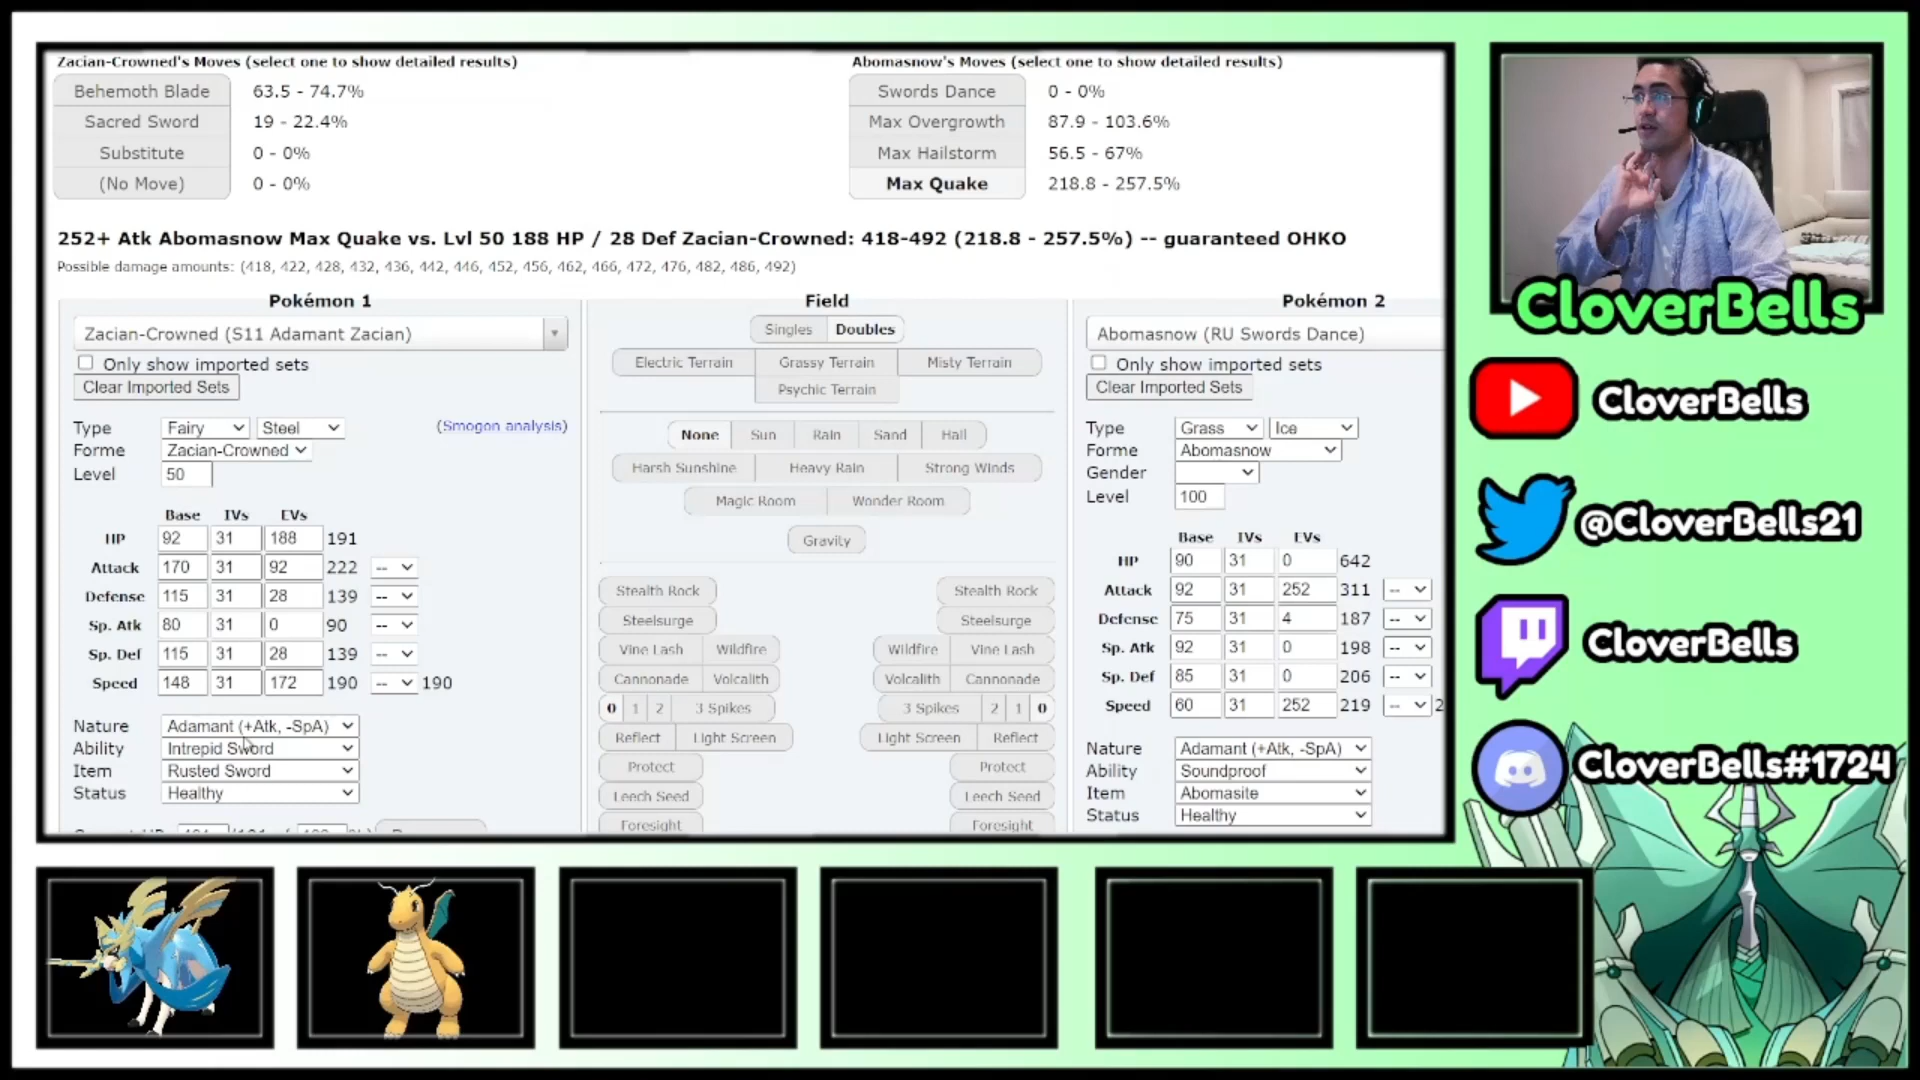 Zacian-Crowned's Moves (select one to show detailed results)
Behemoth Blade 63.5 - 74.7%
Sacred Sword 19 - 22.4%
Substitute 0 - 0%
(No Move) 0 - 0%
Abomasnow's Moves (select one to show detailed results)
Swords Dance 0 - 0%
Max Overgrowth 87.9 - 103.6%
Max Hailstorm 56.5 - 67%
Max Quake 218.8 - 257.5%
252+ Atk Abomasnow Max Quake vs. Lvl 50 188 HP / 28 Def Zacian-Crowned: 418-492 (218.8 - 257.5%) -- guaranteed OHKO
Possible damage amounts: (418, 422, 428, 432, 436, 442, 446, 452, 456, 462, 466, 472, 476, 482, 486, 492)
Pokémon 1
Zacian-Crowned (S11 Adamant Zacian)
Only show imported sets
Clear Imported Sets
Type Fairy Steel (Smogon analysis)
Forme Zacian-Crowned
Level 50
Base IVs EVs
HP 92 31 188 191
Attack 170 31 92 222 --
Defense 115 31 28 139 --
Sp. Atk 80 31 0 90 --
Sp. Def 115 31 28 139 --
Speed 148 31 172 190 -- 190
Nature Adamant (+Atk, -SpA)
Ability Intrepid Sword
Item Rusted Sword
Status Healthy
Field
Singles Doubles
Electric Terrain Grassy Terrain Misty Terrain
Psychic Terrain
None Sun Rain Sand Hail
Harsh Sunshine Heavy Rain Strong Winds
Magic Room Wonder Room
Gravity
Stealth Rock Stealth Rock
Steelsurge Steelsurge
Vine Lash Wildfire Wildfire Vine Lash
Cannonade Volcalith Volcalith Cannonade
0 1 2 3 Spikes 3 Spikes 2 1 0
Reflect Light Screen Light Screen Reflect
Protect Protect
Leech Seed Leech Seed
Foresight Foresight
Pokémon 2
Abomasnow (RU Swords Dance)
Only show imported sets
Clear Imported Sets
Type Grass Ice
Forme Abomasnow
Gender
Level 100
Base IVs EVs
HP 90 31 0 642
Attack 92 31 252 311 --
Defense 75 31 4 187 --
Sp. Atk 92 31 0 198 --
Sp. Def 85 31 0 206 --
Speed 60 31 252 219 -- 2
Nature Adamant (+Atk, -SpA)
Ability Soundproof
Item Abomasite
Status Healthy
CloverBells
CloverBells
@CloverBells21
CloverBells
CloverBells#1724